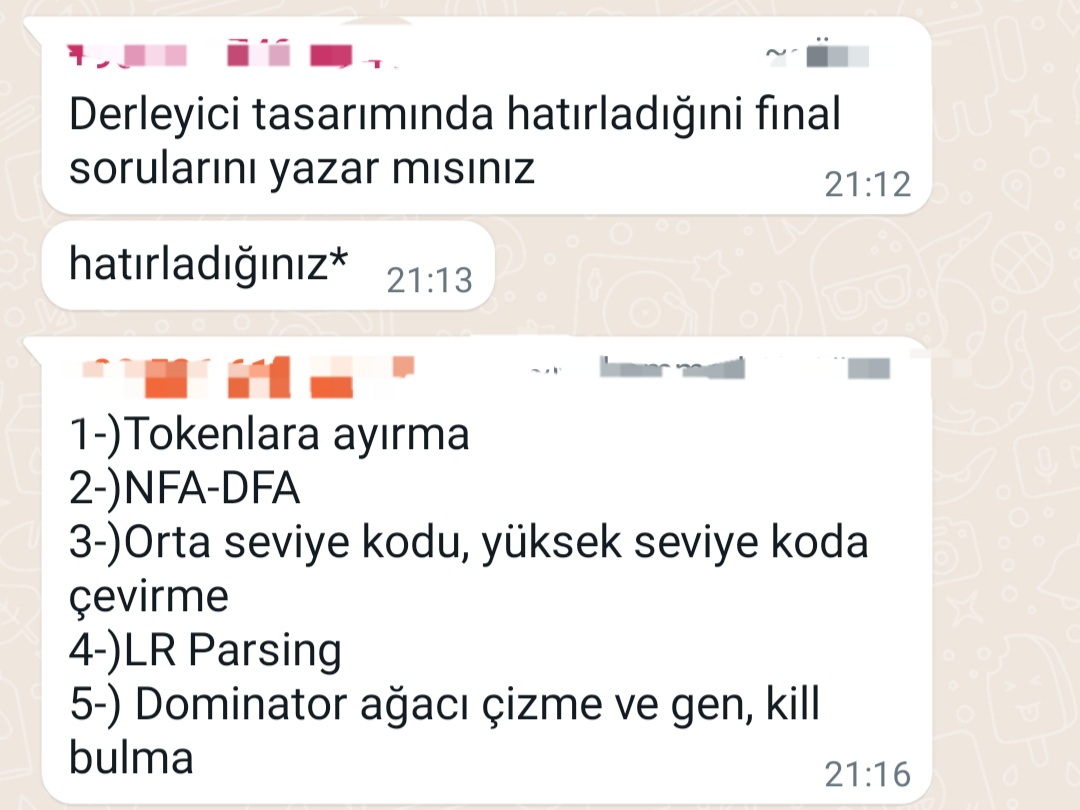 Derleyici tasarımında hatırladığıni final
sorularını yazar mısınız
21:12
hatırladığınız*
21:13
1-)Tokenlara ayırma
2-)NFA-DFA
3-)Orta seviye kodu, yüksek seviye koda
çevirme
4-)LR Parsing
5-) Dominator ağacı çizme ve gen, kill
bulma
21:16